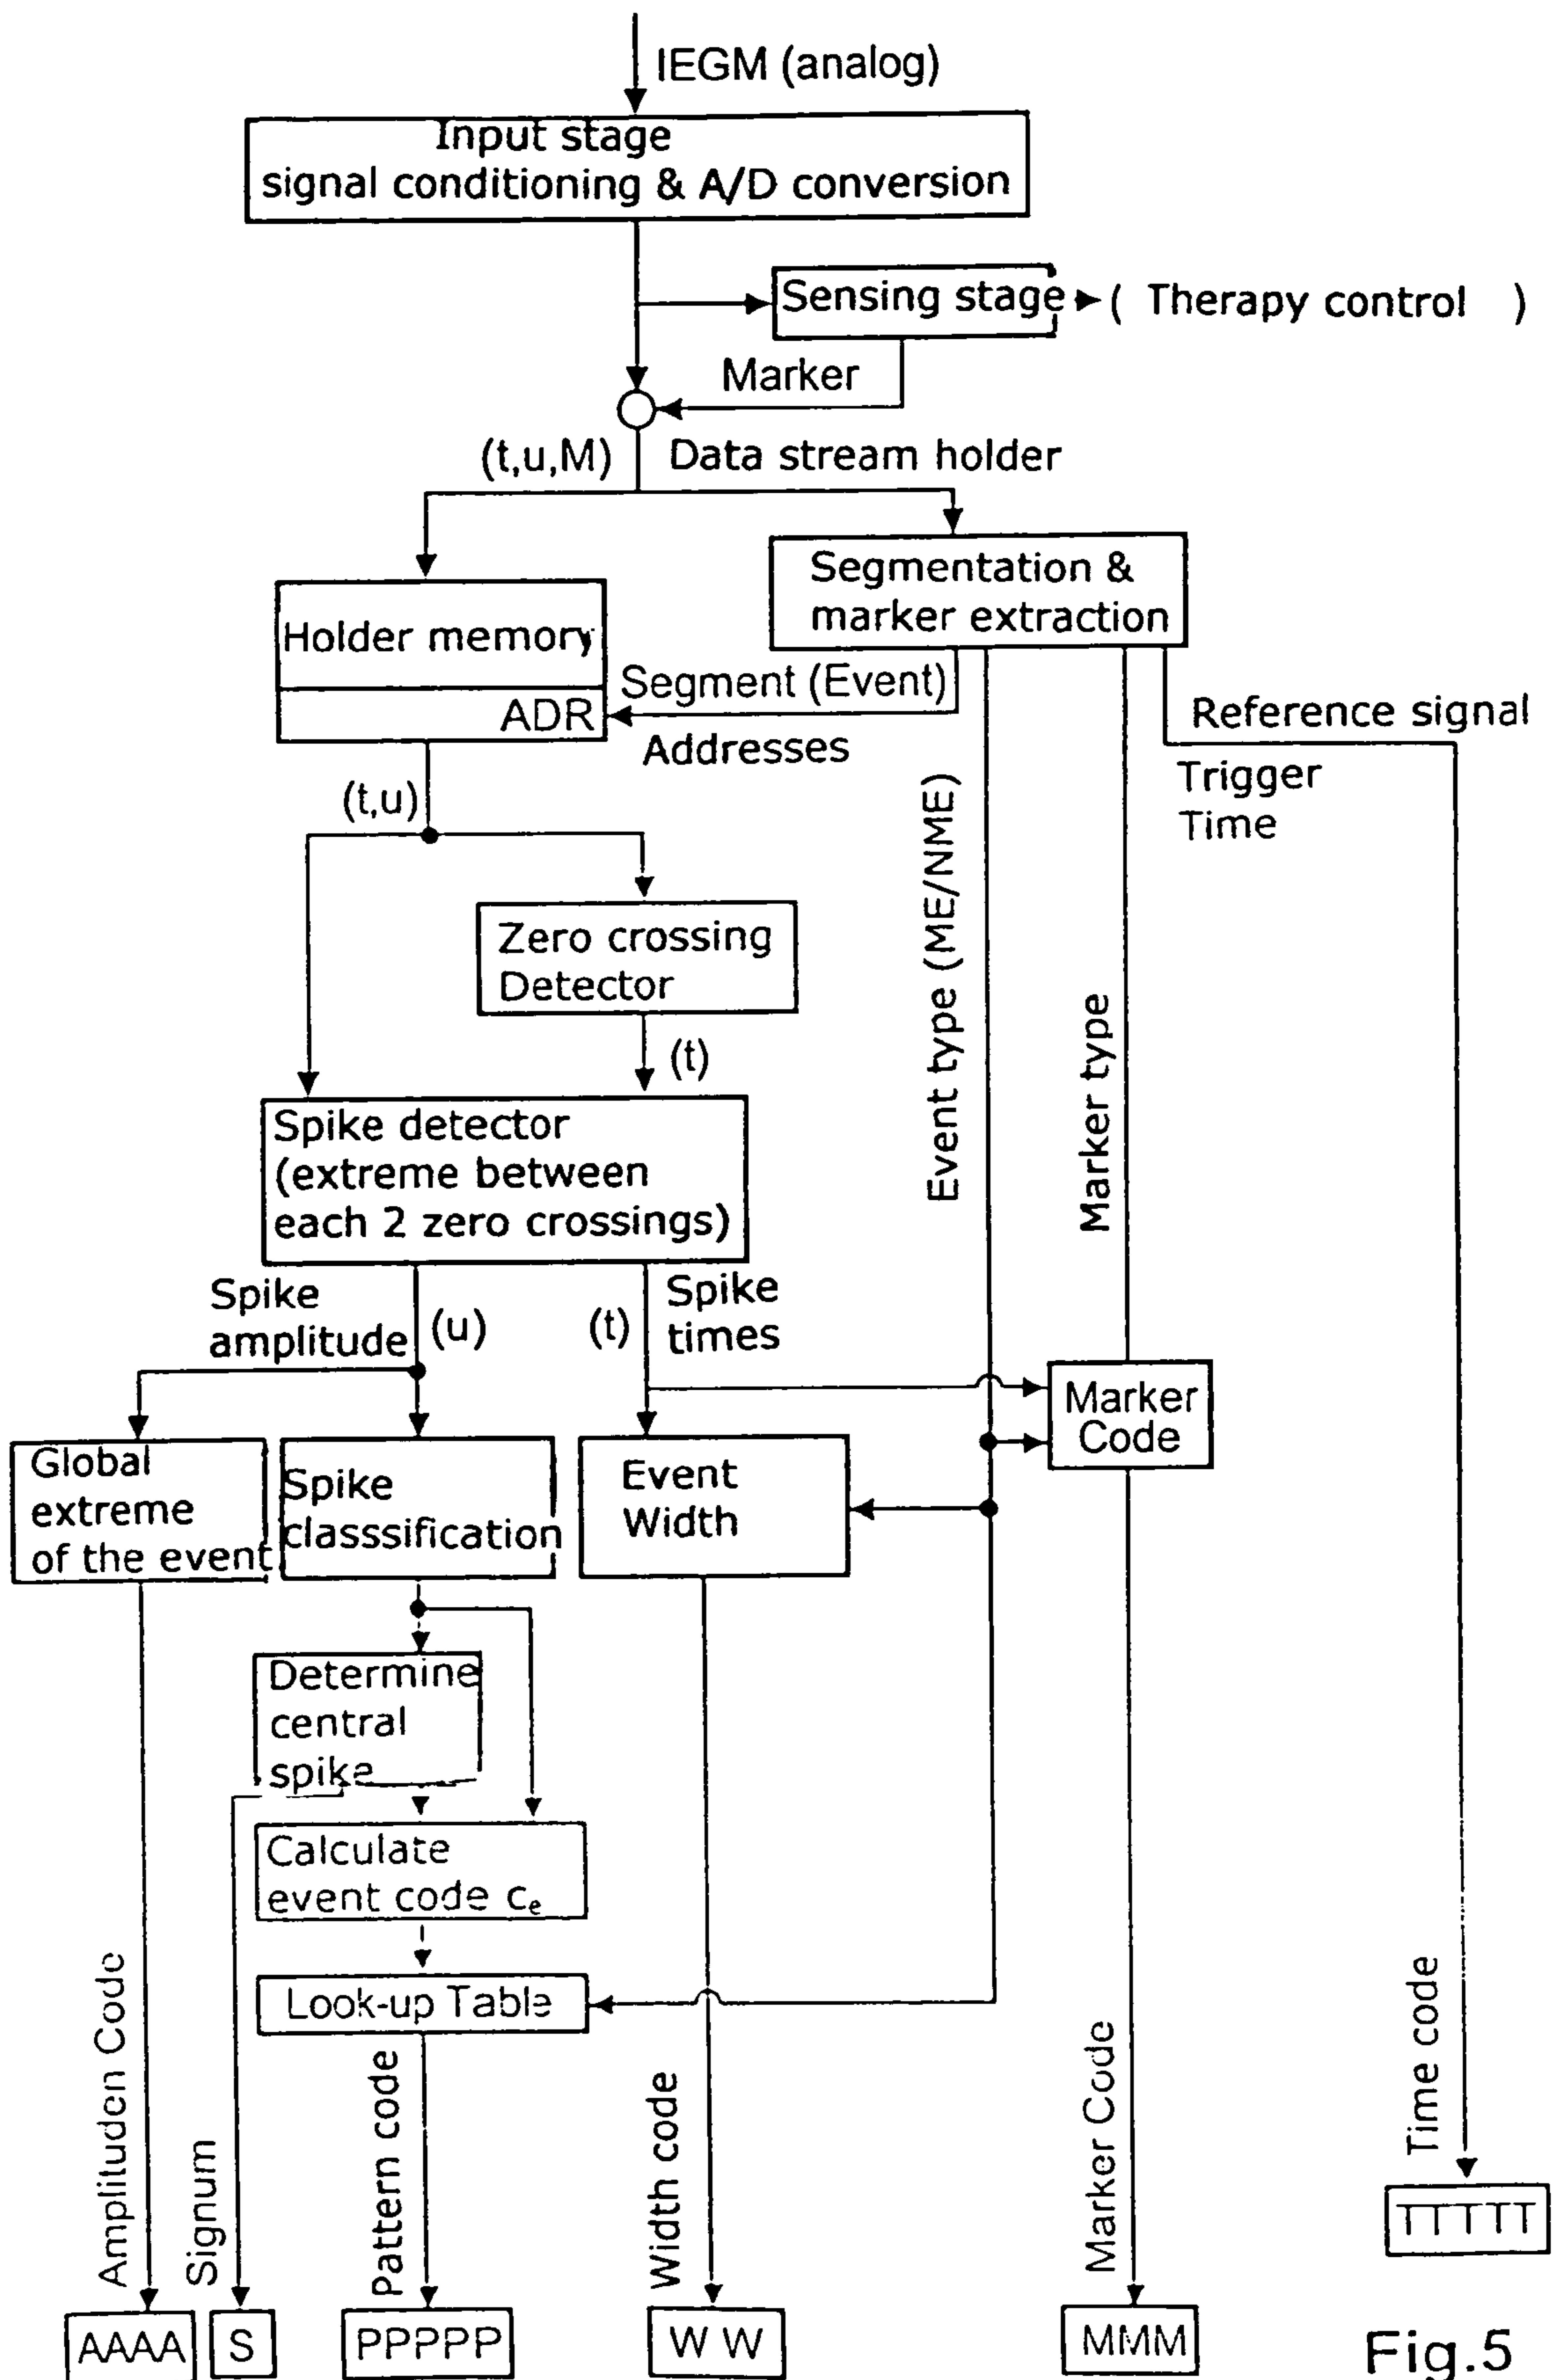 IEGM (analog)
Input stage
signal conditioning & A/D conversion
Sensing stage
( Therapy control )
Marker
(t,u,M)
Data stream holder
Segmentation &
marker extraction
Holder memory
ADR
Segment (Event)
Addresses
Reference signal
Trigger
Time
(t,u)
Zero crossing
Detector
(t)
Event type (ME/NME)
Marker type
Spike detector
(extreme between
each 2 zero crossings)
Spike
amplitude
(u)
(t)
Spike
times
Marker
Code
Global
extreme
of the event
Spike
classsification
Event
Width
Determine
central
spike
Calculate
event code ce
Look-up Table
Amplituden Code
Signum
Pattern code
Width code
Marker Code
Time code
TTTTT
AAAA
S
PPPPP
W W
MMM
Fig.5